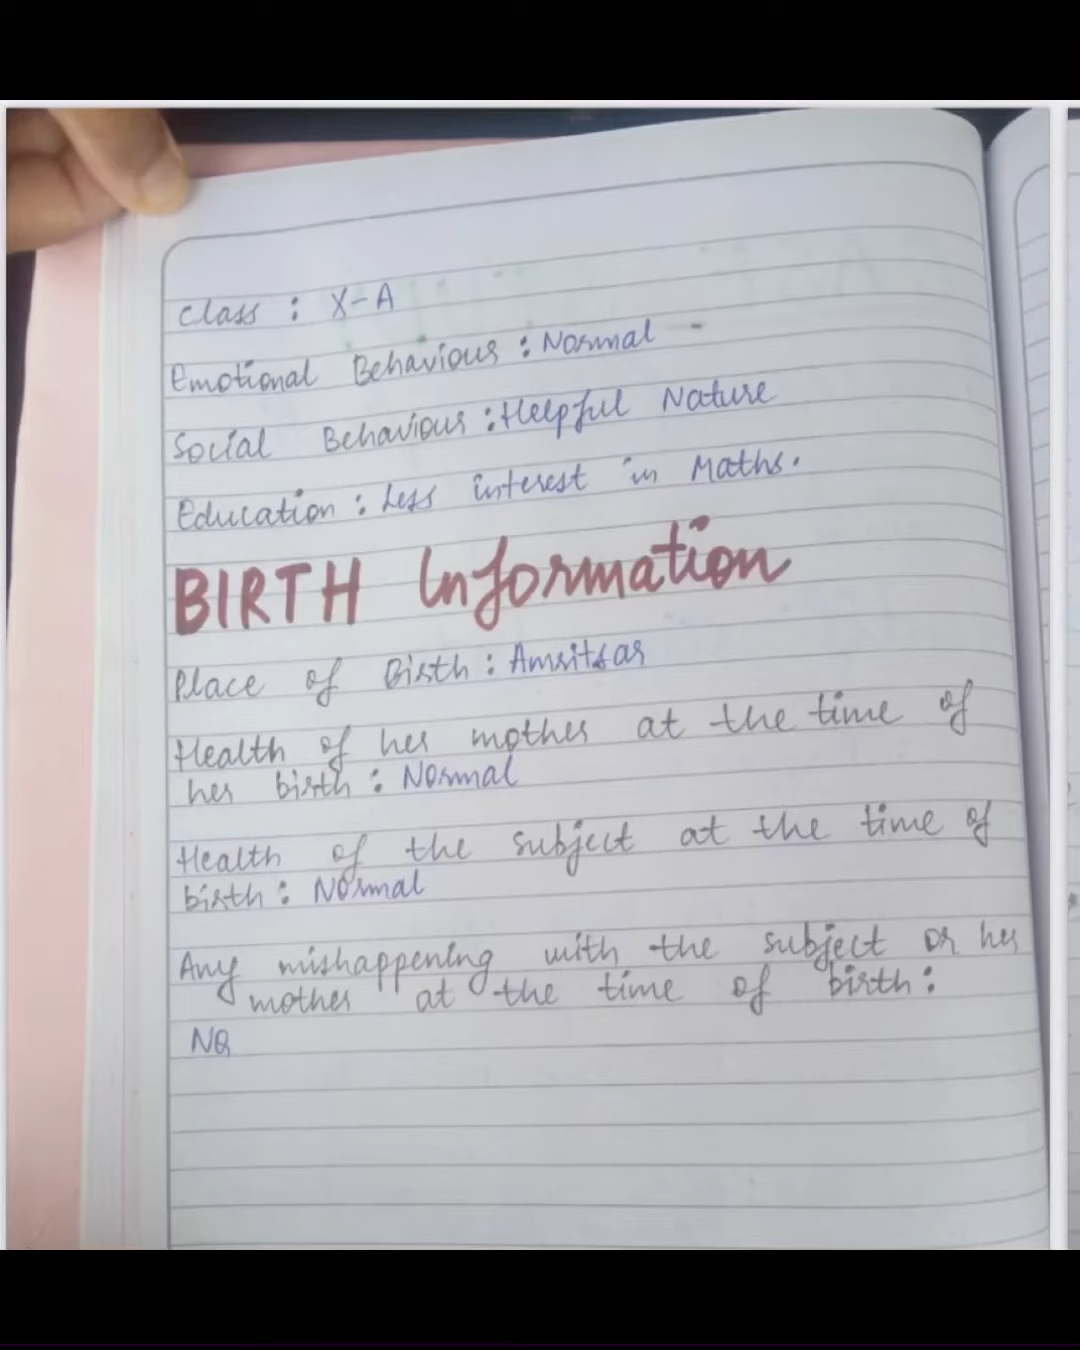 Class : X-A
Emotional Behaviour : Normal -
Social Behaviour : Helpful Nature
Education : Less interest in Maths.
BIRTH Information
Place of Birth : Amritsar
Health of her mother at the time of
her birth : Normal
Health of the subject at the time of
birth : Normal
Any mishappening with the subject or her
mother at the time of birth :
NO